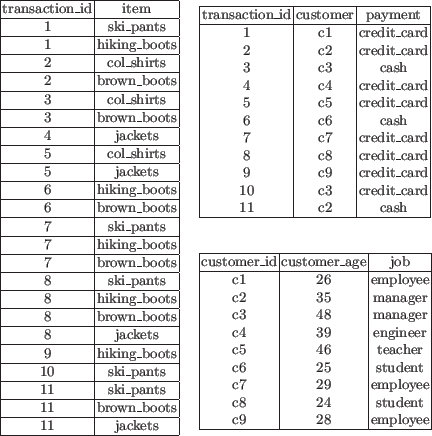 transaction_id item
1 ski_pants
1 hiking_boots
2 col_shirts
2 brown_boots
3 col_shirts
3 brown_boots
4 jackets
5 col_shirts
5 jackets
6 hiking_boots
6 brown_boots
7 ski_pants
7 hiking_boots
7 brown_boots
8 ski_pants
8 hiking_boots
8 brown_boots
8 jackets
9 hiking_boots
10 ski_pants
11 ski_pants
11 brown_boots
11 jackets
transaction_id customer payment
1 c1 credit_card
2 c2 credit_card
3 c3 cash
4 c4 credit_card
5 c5 credit_card
6 c6 cash
7 c7 credit_card
8 c8 credit_card
9 c9 credit_card
10 c3 credit_card
11 c2 cash
customer_id customer_age job
c1 26 employee
c2 35 manager
c3 48 manager
c4 39 engineer
c5 46 teacher
c6 25 student
c7 29 employee
c8 24 student
c9 28 employee